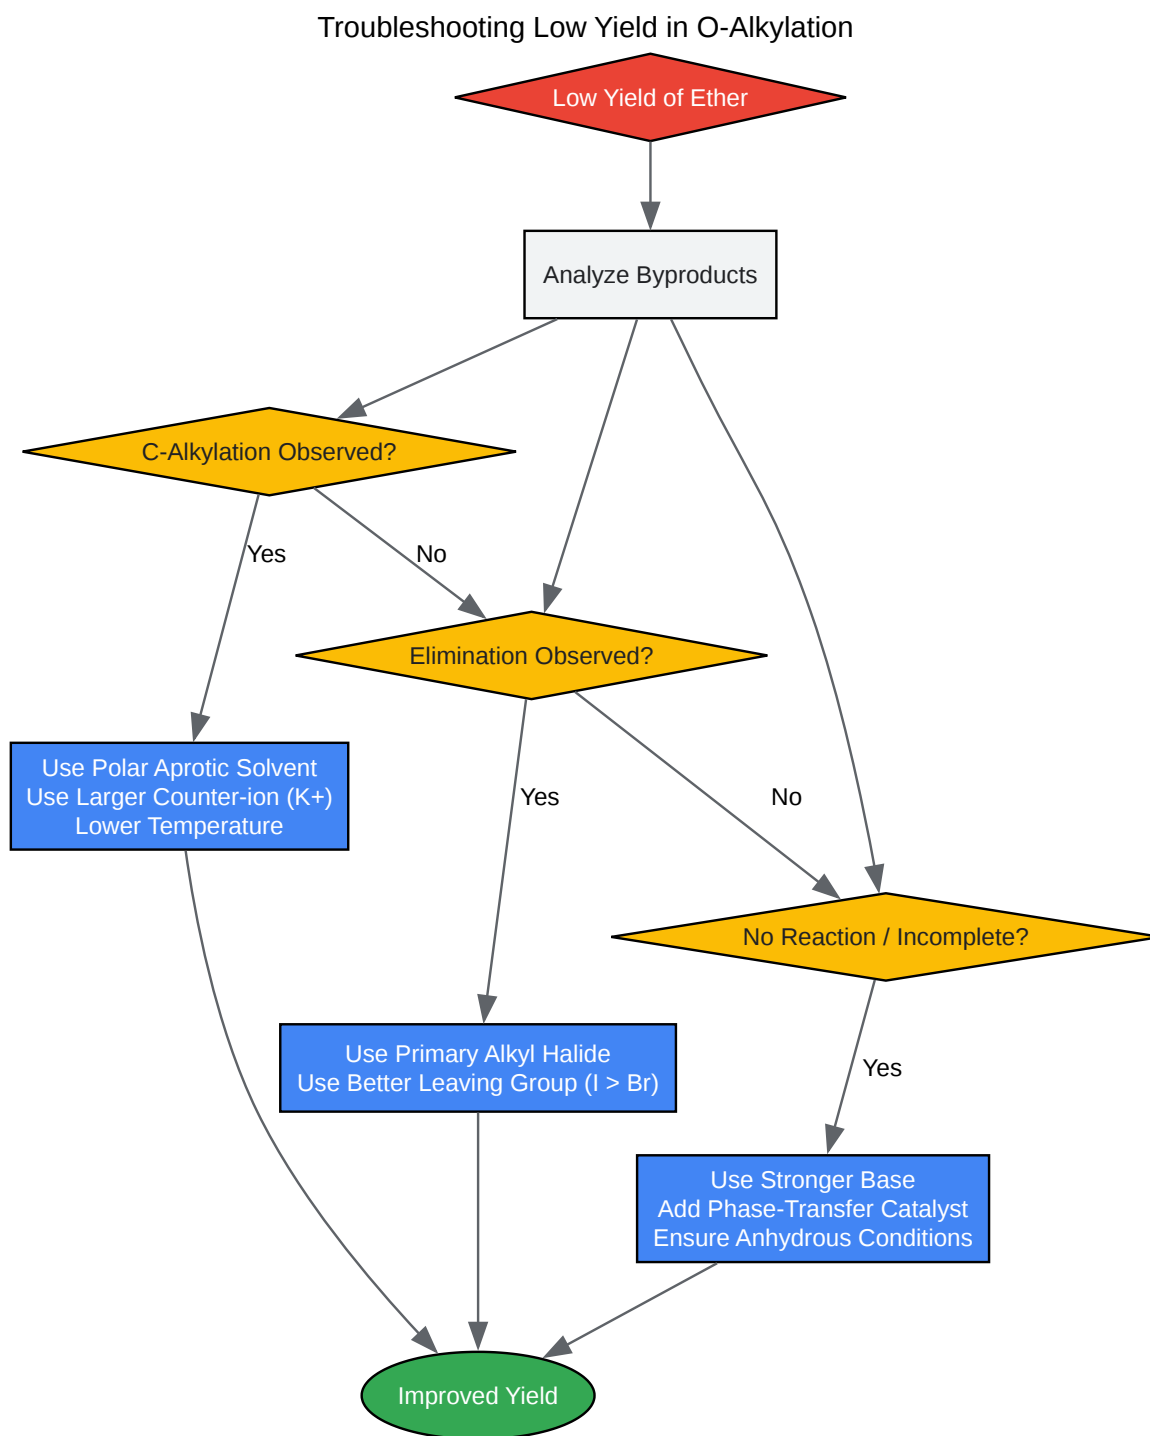 Troubleshooting Low Yield in O-Alkylation
Low Yield of Ether
Analyze Byproducts
C-Alkylation Observed?
Yes
No
Elimination Observed?
Use Polar Aprotic Solvent
Use Larger Counter-ion (K+)
Lower Temperature
Yes
No
No Reaction / Incomplete?
Use Primary Alkyl Halide
Use Better Leaving Group (I > Br)
Yes
Use Stronger Base
Add Phase-Transfer Catalyst
Ensure Anhydrous Conditions
Improved Yield